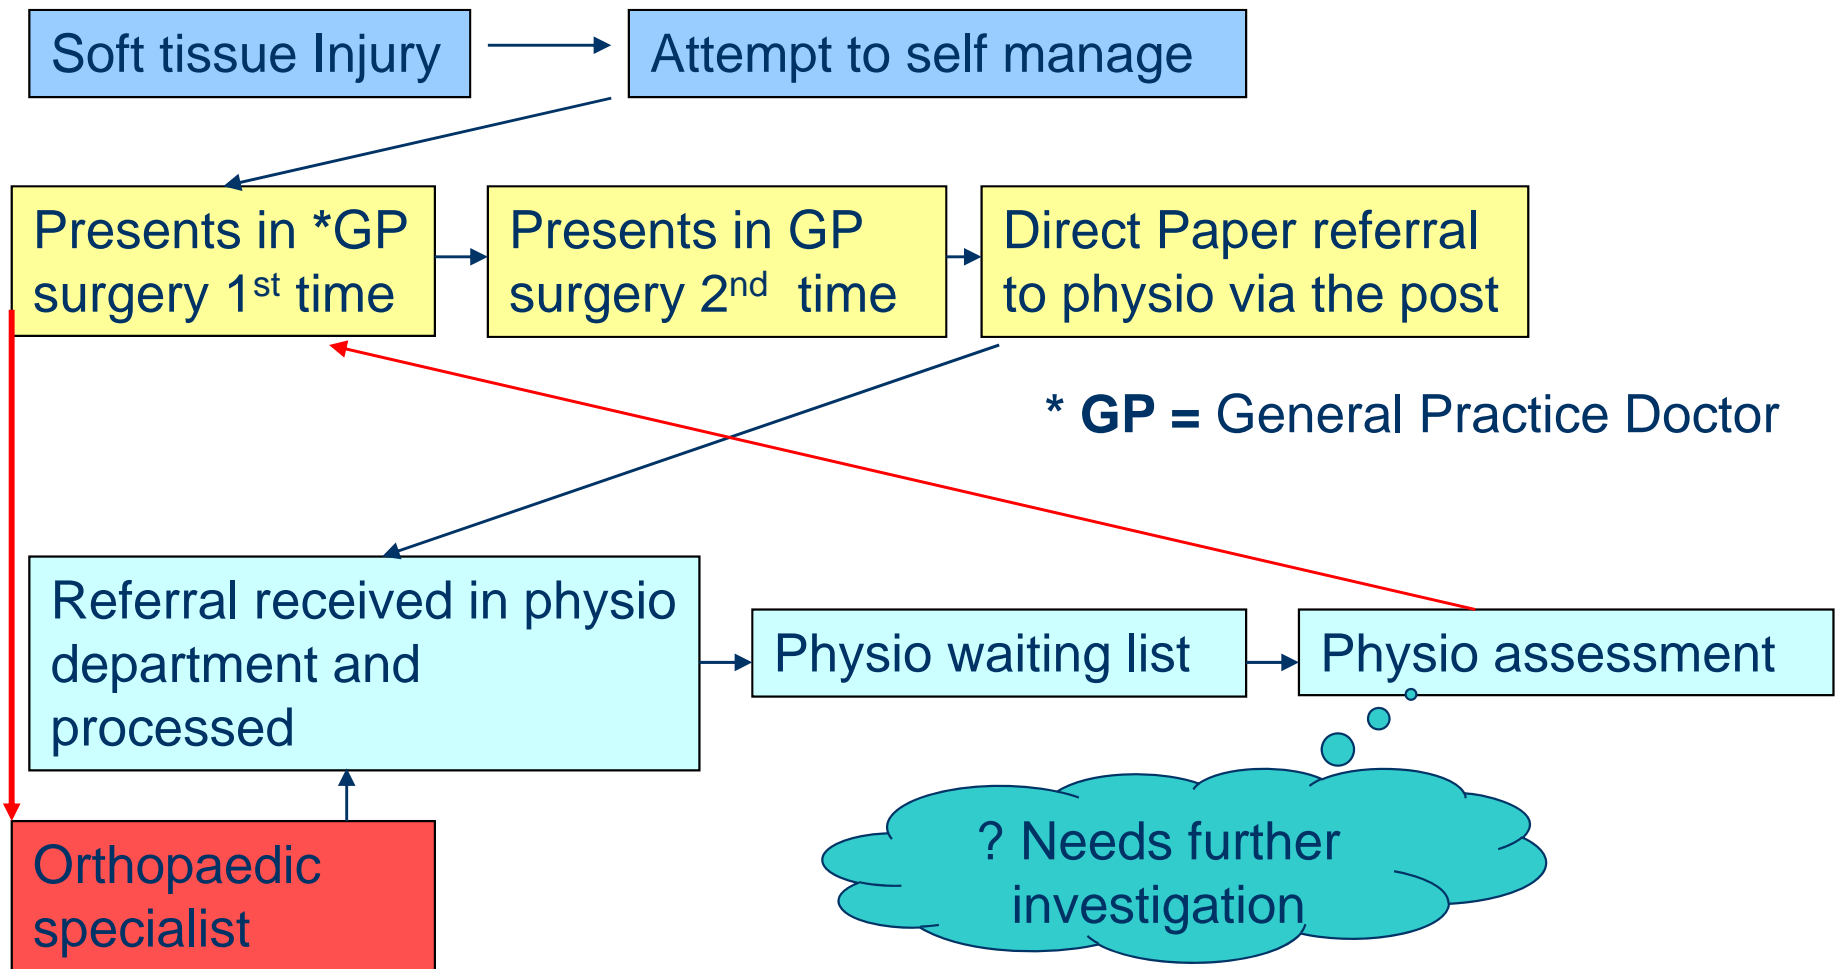 Soft tissue Injury
Attempt to self manage
Presents in *GP
surgery 1st time
Presents in GP
surgery 2nd time
Direct Paper referral
to physio via the post
* GP = General Practice Doctor
Referral received in physio
department and
processed
Physio waiting list
Physio assessment
? Needs further
investigation
Orthopaedic
specialist